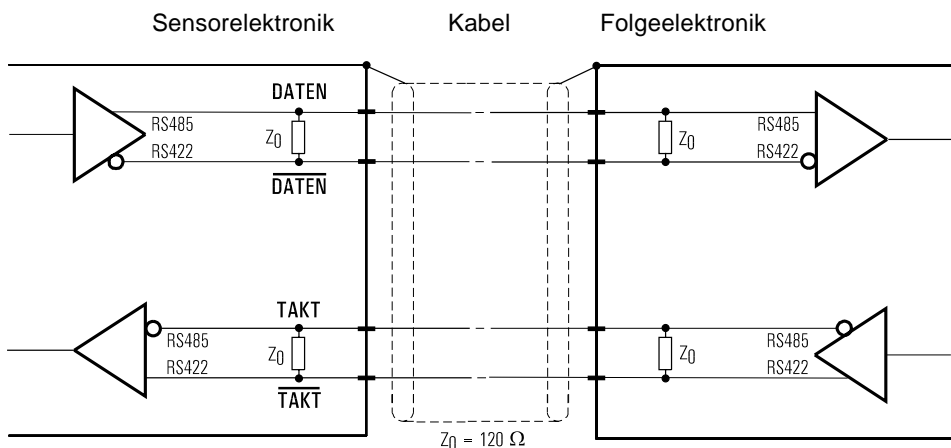 Sensorelektronik Kabel Folgeelektronik
DATEN
RS485
Z0
RS422
DATEN
RS485
Z0
RS422
TAKT
RS485
Z0
RS422
TAKT
RS485
Z0
RS422
Z0 = 120 Ω